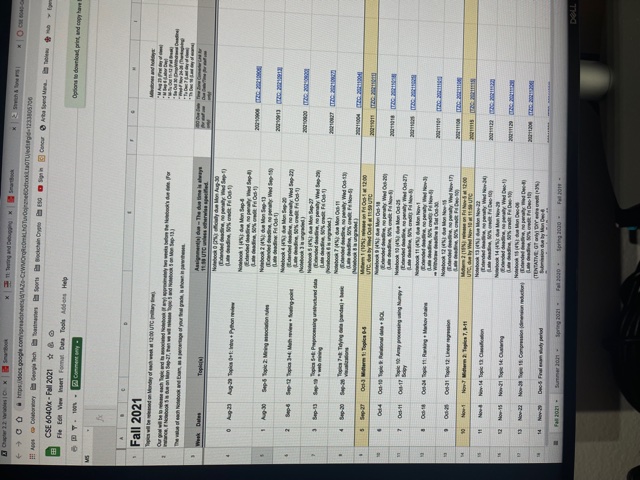 Chapter 2.2: Variables | Ch
SmartBook
11: Testing and Debugging
SmartBook
Stretch & Tone #16 |
CSE 6040
https://docs.google.com/spreadsheets/d/
Apps
Colaboratory
Georgia Tech
Toastmasters
Sports
Blockchain Crypto
ESG
Sign In
Concur
Ariba Spend Mana...
Tableau
Hub
CSE 6040/x - Fall 2021
File Edit View Insert Format Data Tools Add-ons Help
100%
Comment only
Options to download, print, and copy have
M5
fx
A B C D E F G H I
Fall 2021
Topics will be released on Monday of each week at 12:00 UTC (military time).
Our goal will be to release each Topic and its associated Notebook (if any) approximately two weeks before the Notebook's due date. (For
instance, if Notebook 5 is due on Mon Sep-27, then we will release Topic 5 and Notebook 5 on Mon Sep-13.)
The value of each Notebook and Exam, as a percentage of your final grade, is shown in parentheses.
Milestones and holidays:
* M Aug 23 (First day of class)
* M Sep 6 (Labor Day)
* M-Tu Oct 11-12 (Fall Break)
* Sa Oct 30 (Drop/Withdrawal Deadline)
* Wed-F Nov 24-26 (Thanksgiving)
* Tu Dec 7 (Last day of class)
* Th Dec 16 (Last day of exams)
Week Dates Topic(s)
Assignment(s) due – The due time is always
11:59 UTC unless otherwise specified.
ISO Due Date
(for staff use
only)
Time Zone Converter Link for
Due Date/Time (for staff use
only)
Notebook 0 (2%): officially due Mon Aug-30
(Extended deadline, no penalty: Wed Sep-1)
(Late deadline, 50% credit: Fri Oct-1)
0 Aug-23 Aug-29 Topics 0+1: Intro + Python review
Notebook 1 (4%): due Mon Sep-6
(Extended deadline, no penalty: Wed Sep-8)
(Late deadline, 50% credit: Fri Oct-1)
20210906 [TZC: 20210906]
1 Aug-30 Sep-5 Topic 2: Mining association rules
Notebook 2 (4%): due Mon Sep-13
(Extended deadline, no penalty: Wed Sep-15)
(Late deadline: Fri Oct-1)
20210913 [TZC: 20210913]
2 Sep-6 Sep-12 Topics 3+4: Math review + floating-point
Notebook 4 (4%): due Mon Sep-20
(Extended deadline, no penalty: Wed Sep-22)
(Late deadline, 50% credit: Fri Oct-1)
(Notebook 3 is ungraded.)
20210920 [TZC: 20210920]
3 Sep-13 Sep-19 Topics 5+6: Preprocessing unstructured data
+ web mining
Notebook 5 (4%): due Mon Sep-27
(Extended deadline, no penalty: Wed Sep-29)
(Late deadline, 50% credit: Fri Oct-1)
(Notebook 6 is ungraded.)
20210927 [TZC: 20210927]
4 Sep-20 Sep-26 Topics 7+8: Tidying data (pandas) + basic
visualizations
Notebook 7 (4%): due Mon Oct-11
(Extended deadline, no penalty: Wed Oct-13)
(Late deadline, 50% credit: Fri Nov-5)
(Notebook 8 is ungraded.)
20211004 [TZC: 20211004]
5 Sep-27 Oct-3 Midterm 1: Topics 0-5
Midterm 1 (10%): release on Fri Oct-1 at 12:00
UTC, due by Wed Oct-6 at 11:59 UTC
20211011 [TZC: 20211011]
6 Oct-4 Oct-10 Topic 9: Relational data + SQL
Notebook 9 (4%): due Mon Oct-18
(Extended deadline, no penalty: Wed Oct-20)
(Late deadline, 50% credit: Fri Nov-5)
20211018 [TZC: 20211018]
7 Oct-11 Oct-17 Topic 10: Array processing using Numpy +
Scipy
Notebook 10 (4%): due Mon Oct-25
(Extended deadline, no penalty: Wed Oct-27)
(Late deadline, 50% credit: Fri Nov-5)
20211025 [TZC: 20211025]
8 Oct-18 Oct-24 Topic 11: Ranking + Markov chains
Notebook 11 (4%): due Mon Nov-1
(Extended deadline, no penalty: Wed Nov-3)
(Late deadline, 50% credit: Fri Nov-5)
⇒ Withdraw deadline is Sat Oct-30.
20211101 [TZC: 20211101]
9 Oct-25 Oct-31 Topic 12: Linear regression
Notebook 12 (4%): due Mon Nov-15
(Extended deadline, no penalty: Wed Nov-17)
(Late deadline, 50% credit: Fri Dec-10)
20211108 [TZC: 20211108]
10 Nov-1 Nov-7 Midterm 2: Topics 7, 9-11
Midterm 2 (15%): release on Fri Nov-5 at 12:00
UTC, due by Wed Nov-10 at 11:59 UTC
20211115 [TZC: 20211115]
11 Nov-8 Nov-14 Topic 13: Classification
Notebook 13 (4%): due Mon Nov-22
(Extended deadline, no penalty: Wed Nov-24)
(Late deadline, 50% credit: Fri Dec-10)
20211122 [TZC: 20211122]
12 Nov-15 Nov-21 Topic 14: Clustering
Notebook 14 (4%): due Mon Nov-29
(Extended deadline, no penalty: Wed Dec-1)
(Late deadline, 50% credit: Fri Dec-10)
20211129 [TZC: 20211129]
13 Nov-22 Nov-28 Topic 15: Compression (dimension reduction)
Notebook 15 (4%): due Mon Dec-06
(Extended deadline, no penalty: Wed Dec-8)
(Late deadline, 50% credit: Fri Dec-10)
20211206 [TZC: 20211206]
14 Nov-29 Dec-5 Final exam study period
(TENTATIVE; GT only) 'DIY' extra credit (+3%)
Submission due by Mon Dec-6
Fall 2021 Summer 2021 Spring 2021 Fall 2020 Spring 2020 Fall 2019
DELL